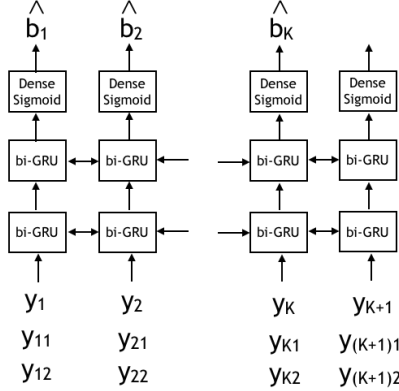 b̂1 b̂2 b̂K
Dense Sigmoid Dense Sigmoid Dense Sigmoid Dense Sigmoid
bi-GRU bi-GRU bi-GRU bi-GRU
bi-GRU bi-GRU bi-GRU bi-GRU
y1 y2 yK yK+1
y11 y21 yK1 y(K+1)1
y12 y22 yK2 y(K+1)2